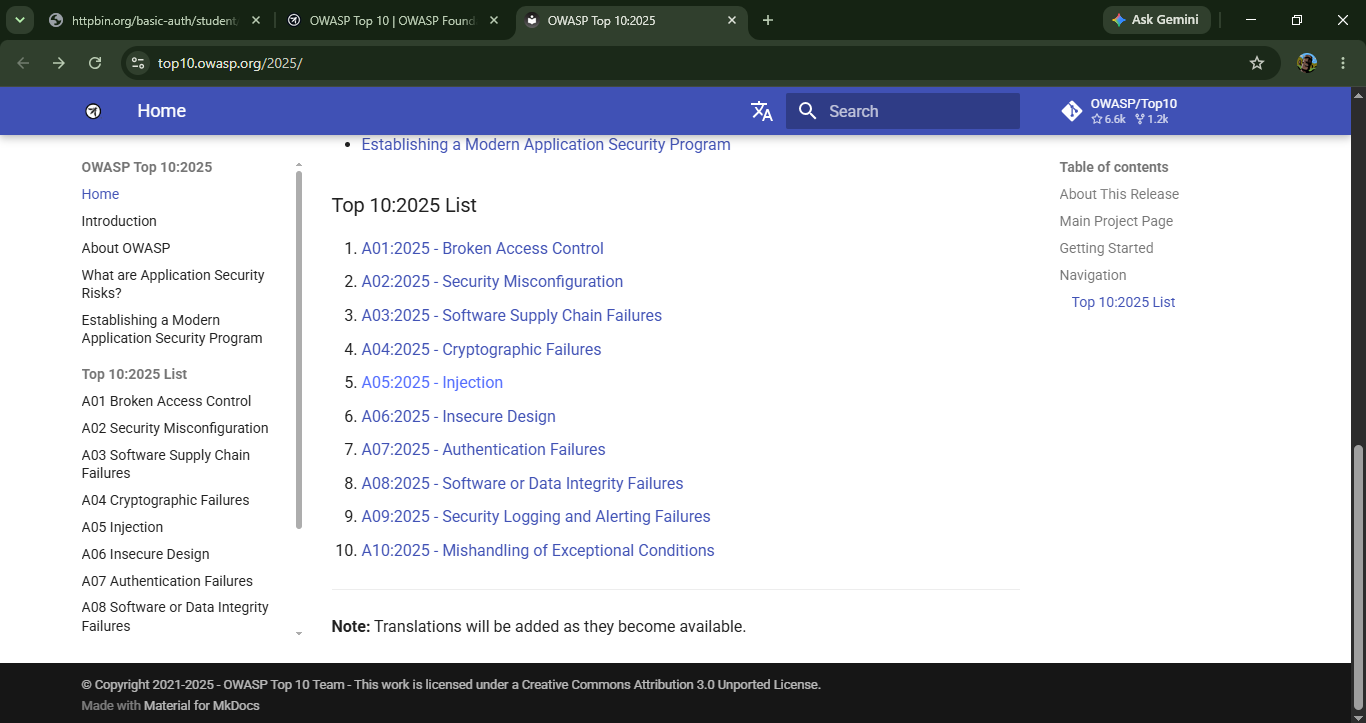 httpbin.org/basic-auth/student
OWASP Top 10 | OWASP Found
OWASP Top 10:2025
Ask Gemini
top10.owasp.org/2025/
Home
Search
OWASP/Top10
6.6k 1.2k
OWASP Top 10:2025
Home
Introduction
About OWASP
What are Application Security
Risks?
Establishing a Modern
Application Security Program
Top 10:2025 List
A01 Broken Access Control
A02 Security Misconfiguration
A03 Software Supply Chain
Failures
A04 Cryptographic Failures
A05 Injection
A06 Insecure Design
A07 Authentication Failures
A08 Software or Data Integrity
Failures
• Establishing a Modern Application Security Program
Top 10:2025 List
1. A01:2025 - Broken Access Control
2. A02:2025 - Security Misconfiguration
3. A03:2025 - Software Supply Chain Failures
4. A04:2025 - Cryptographic Failures
5. A05:2025 - Injection
6. A06:2025 - Insecure Design
7. A07:2025 - Authentication Failures
8. A08:2025 - Software or Data Integrity Failures
9. A09:2025 - Security Logging and Alerting Failures
10. A10:2025 - Mishandling of Exceptional Conditions
Note: Translations will be added as they become available.
Table of contents
About This Release
Main Project Page
Getting Started
Navigation
Top 10:2025 List
© Copyright 2021-2025 - OWASP Top 10 Team - This work is licensed under a Creative Commons Attribution 3.0 Unported License.
Made with Material for MkDocs